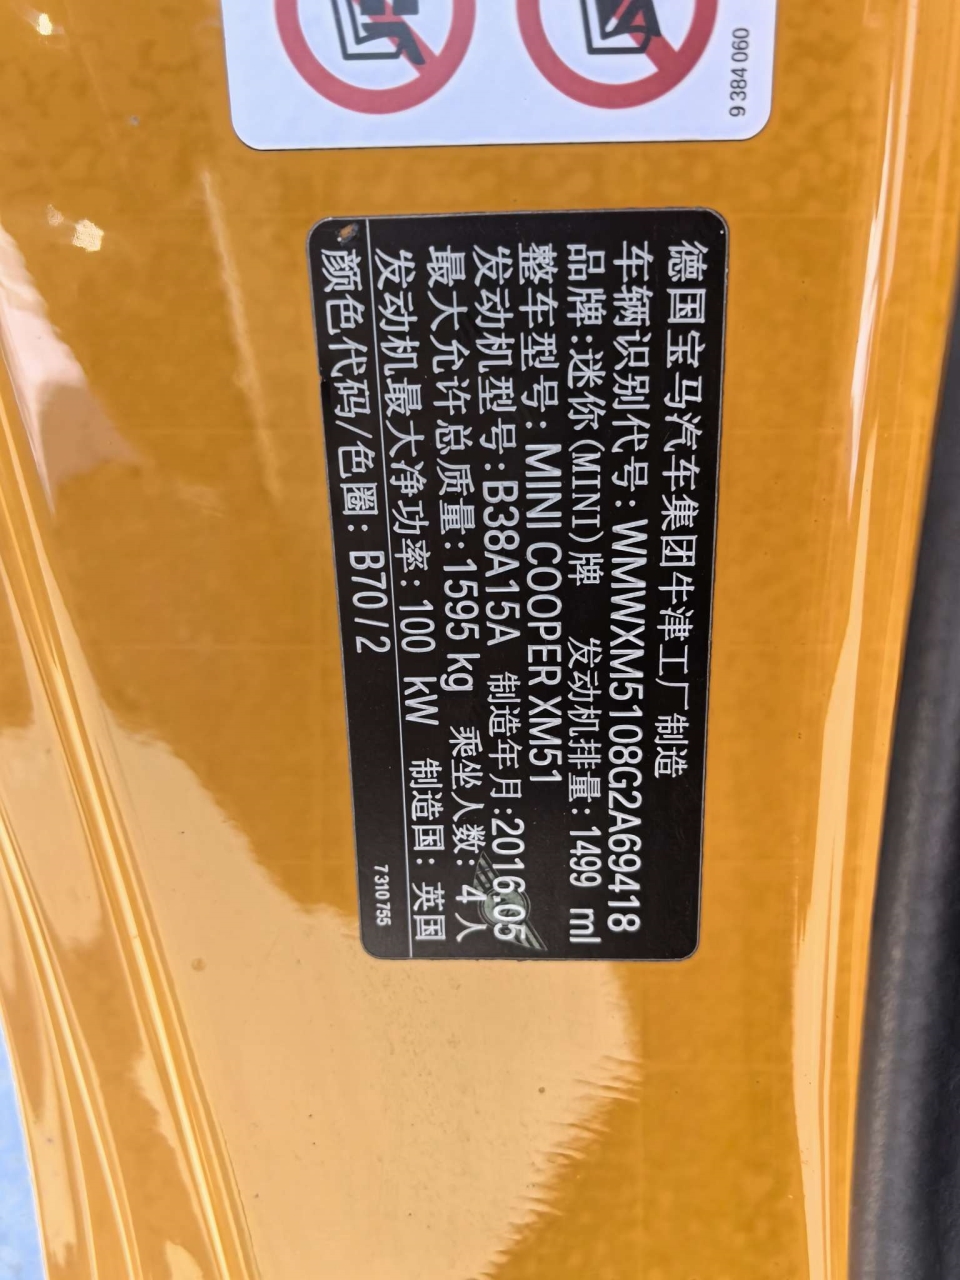 9 384 060
德国宝马汽车集团牛津工厂制造
车辆识别代号: WMWXM5108G2A69418
品牌:迷你(MINI)牌 发动机排量:1499 ml
整车型号: MINI COOPER XM51
发动机型号:B38A15A 制造年月:2016.05
最大允许总质量:1595 kg 乘坐人数: 4 人
发动机最大净功率: 100 kW 制造国: 英国
颜色代码/色圈: B70/2
7 310 755